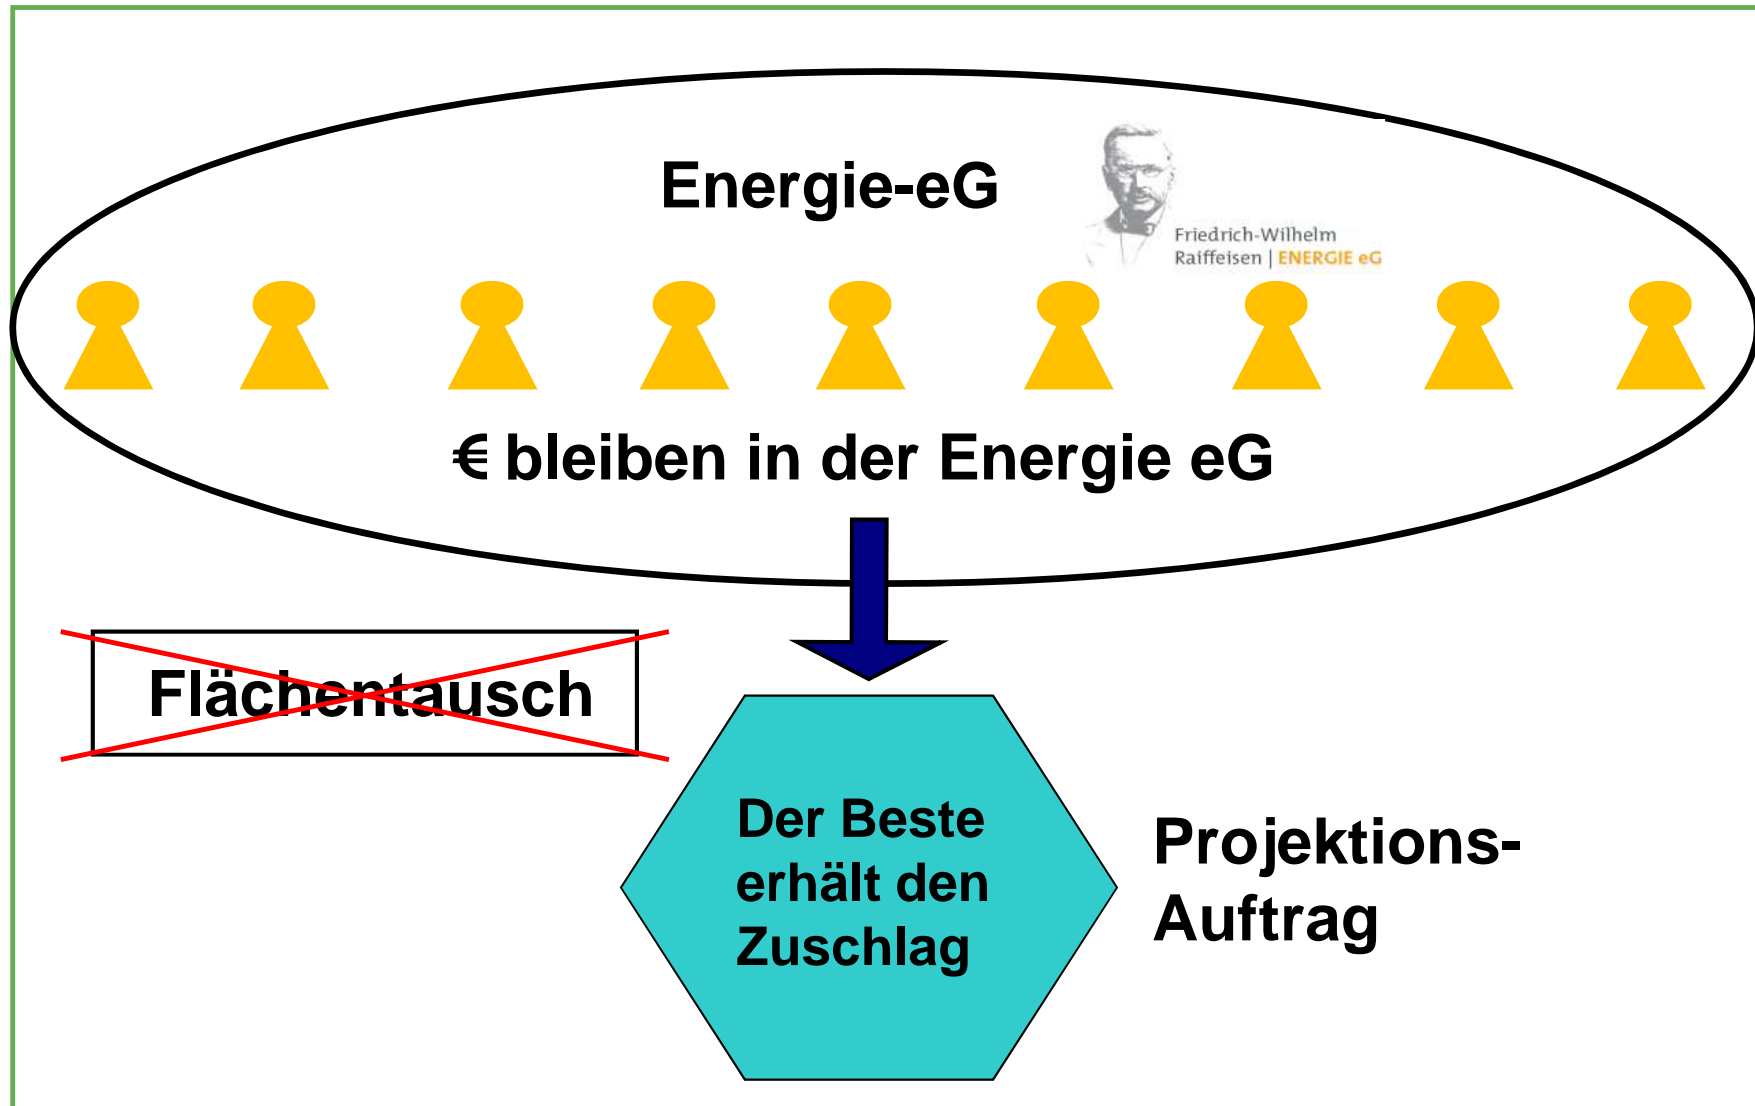 Energie-eG
Friedrich-Wilhelm
Raiffeisen | ENERGIE eG
€ bleiben in der Energie eG
Flächentausch
Der Beste
erhält den
Zuschlag
Projektions-
Auftrag